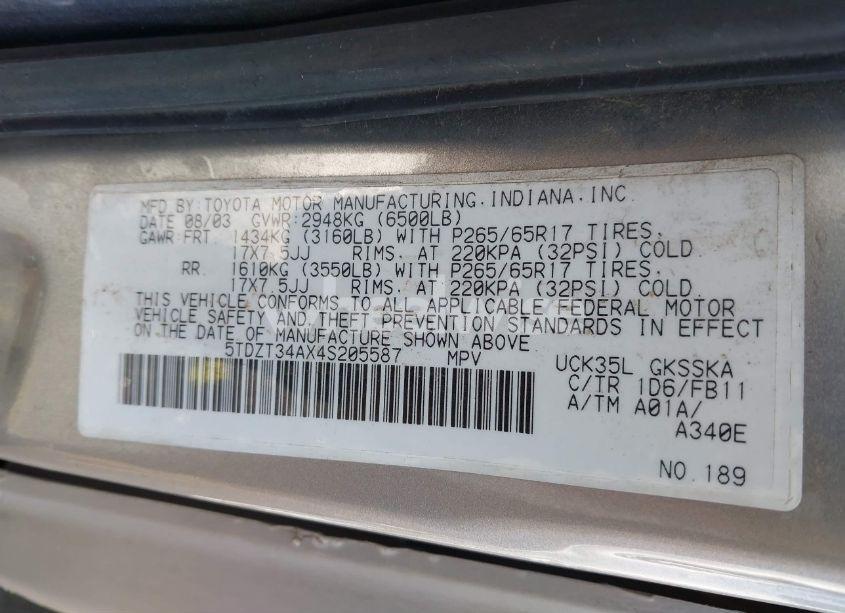 MFD BY: TOYOTA MOTOR MANUFACTURING. INDIANA. INC.
DATE 08/03 GVWR: 2948KG (6500LB)
GAWR: FRT 1434KG (3160LB) WITH P265/65R17 TIRES.
17X7.5JJ RIMS. AT 220KPA (32PSI) COLD
RR. 1610KG (3550LB) WITH P265/65R17 TIRES.
17X7.5JJ RIMS. AT 220KPA (32PSI) COLD.
THIS VEHICLE CONFORMS TO ALL APPLICABLE FEDERAL MOTOR
VEHICLE SAFETY AND THEFT PREVENTION STANDARDS IN EFFECT
ON THE DATE OF MANUFACTURE SHOWN ABOVE
5TDZT34AX4S205587 MPV
UCK35L GKSSKA
C/TR 1D6/FB11
A/TM A01A/
A340E
NO. 189